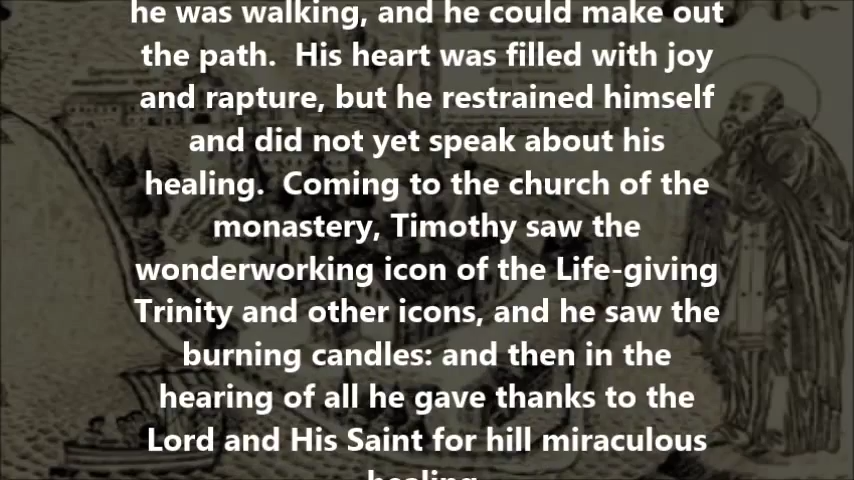 he was walking, and he could make out
the path.  His heart was filled with joy
and rapture, but he restrained himself
and did not yet speak about his
healing.  Coming to the church of the
monastery, Timothy saw the
wonderworking icon of the Life-giving
Trinity and other icons, and he saw the
burning candles: and then in the
hearing of all he gave thanks to the
Lord and His Saint for hill miraculous
healing